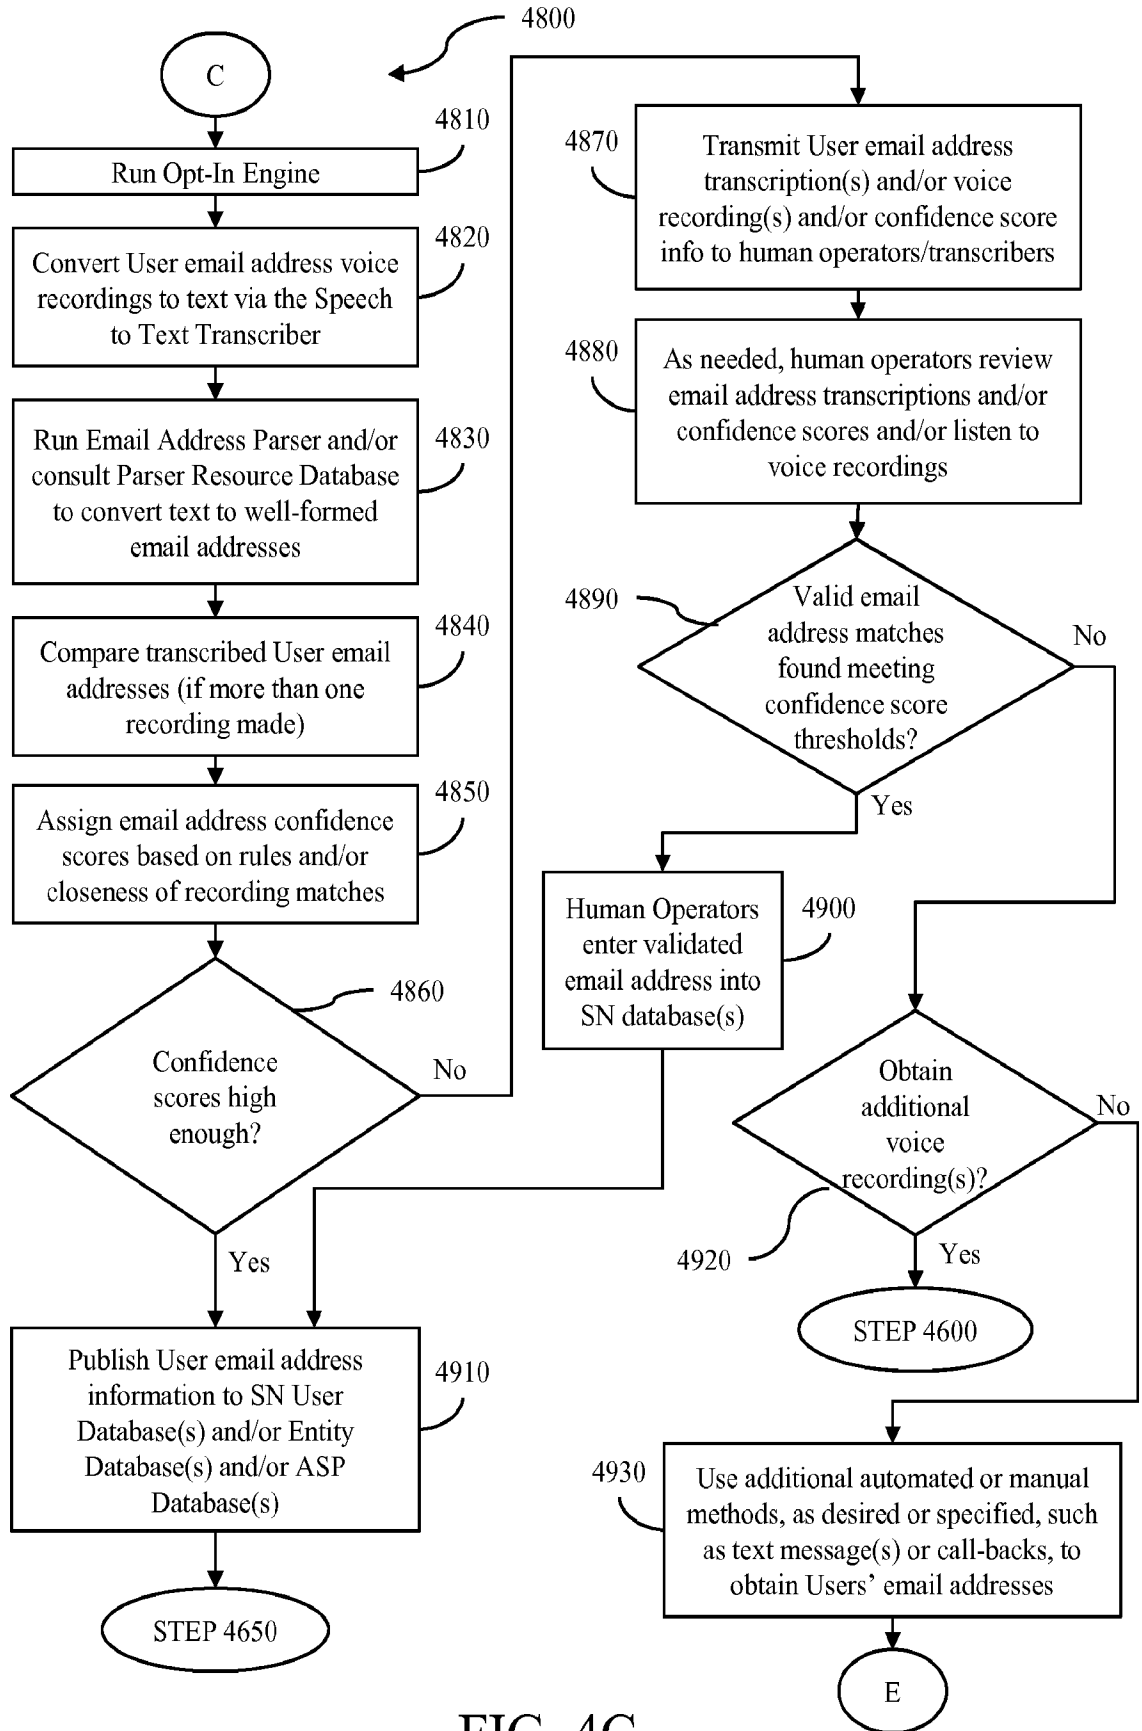 4800
C
4810
Run Opt-In Engine
4820
Convert User email address voice
recordings to text via the Speech
to Text Transcriber
4830
Run Email Address Parser and/or
consult Parser Resource Database
to convert text to well-formed
email addresses
4840
Compare transcribed User email
addresses (if more than one
recording made)
4850
Assign email address confidence
scores based on rules and/or
closeness of recording matches
4860
Confidence
scores high
enough?
No
Yes
4870
Transmit User email address
transcription(s) and/or voice
recording(s) and/or confidence score
info to human operators/transcribers
4880
As needed, human operators review
email address transcriptions and/or
confidence scores and/or listen to
voice recordings
4890
Valid email
address matches
found meeting
confidence score
thresholds?
No
Yes
4900
Human Operators
enter validated
email address into
SN database(s)
4910
Publish User email address
information to SN User
Database(s) and/or Entity
Database(s) and/or ASP
Database(s)
STEP 4650
Obtain
additional
voice
recording(s)?
No
4920
Yes
STEP 4600
4930
Use additional automated or manual
methods, as desired or specified, such
as text message(s) or call-backs, to
obtain Users’ email addresses
E